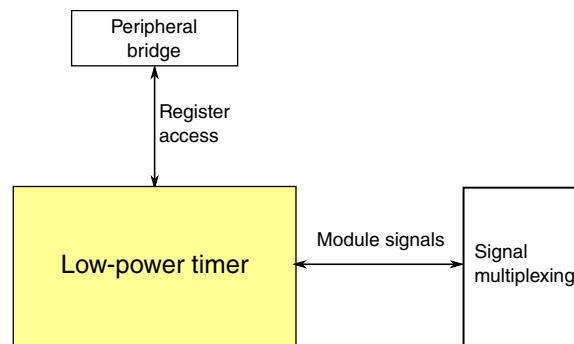 Peripheral
bridge
Register
access
Low-power timer
Module signals
Signal
multiplexing